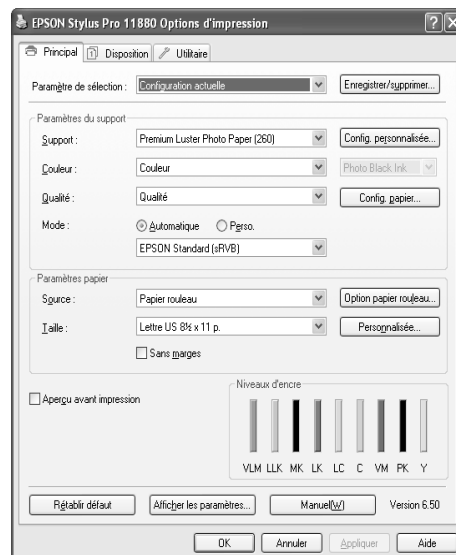 EPSON Stylus Pro 11880 Options d'impression
Principal Disposition Utilitaire
Paramètre de sélection : Configuration actuelle Enregistrer/supprimer...
Paramètres du support
Support : Premium Luster Photo Paper (260) Config. personnalisée...
Couleur : Couleur Photo Black Ink
Qualité : Qualité Config. papier...
Mode : Automatique Perso.
EPSON Standard (sRVB)
Paramètres papier
Source : Papier rouleau Option papier rouleau...
Taille : Lettre US 8½ x 11 p. Personnalisée...
Sans marges
Niveaux d'encre
Aperçu avant impression
VLM LLK MK LK LC C VM PK Y
Rétablir défaut Afficher les paramètres... Manuel(W) Version 6.50
OK Annuler Appliquer Aide